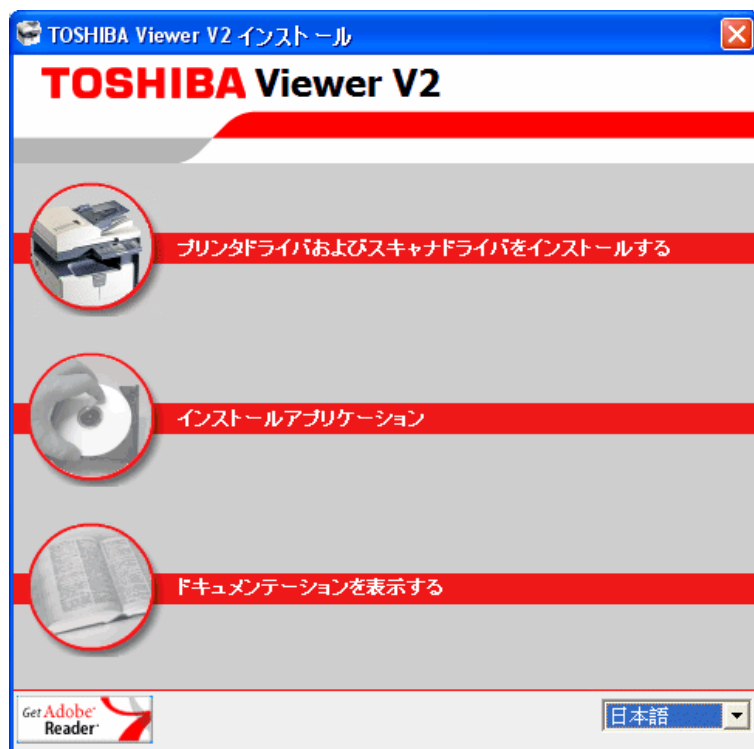 TOSHIBA Viewer V2 インスト ール
TOSHIBA Viewer V2
プリンタドライバおよびスキャナドライバをインストールする
インストールアプリケーション
ドキュメンテーションを表示する
Get Adobe
Reader
日本語